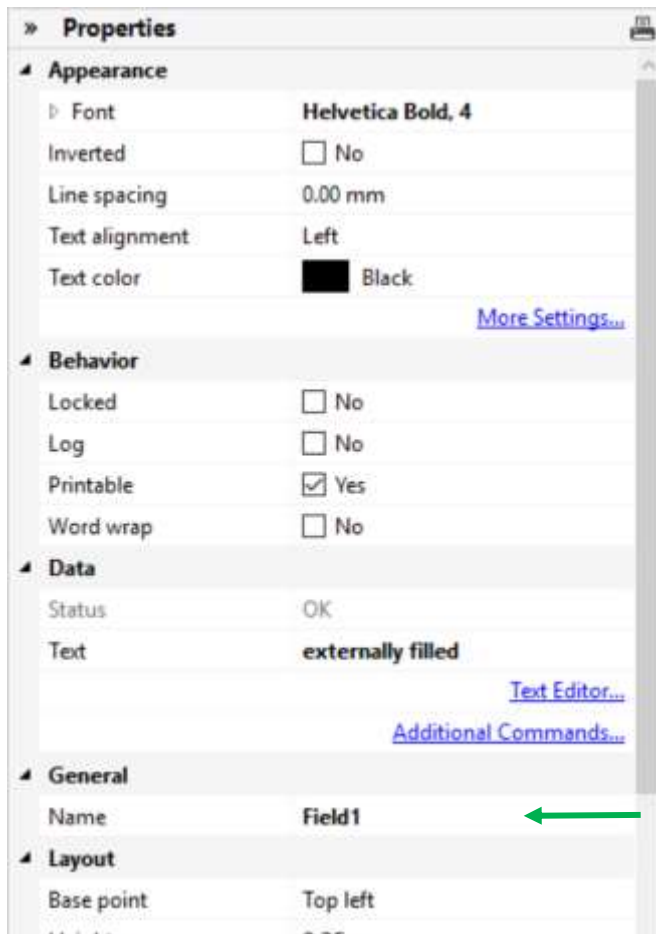 » Properties
Appearance
Font Helvetica Bold, 4
Inverted No
Line spacing 0.00 mm
Text alignment Left
Text color Black
More Settings...
Behavior
Locked No
Log No
Printable Yes
Word wrap No
Data
Status OK
Text externally filled
Text Editor...
Additional Commands...
General
Name Field1
Layout
Base point Top left